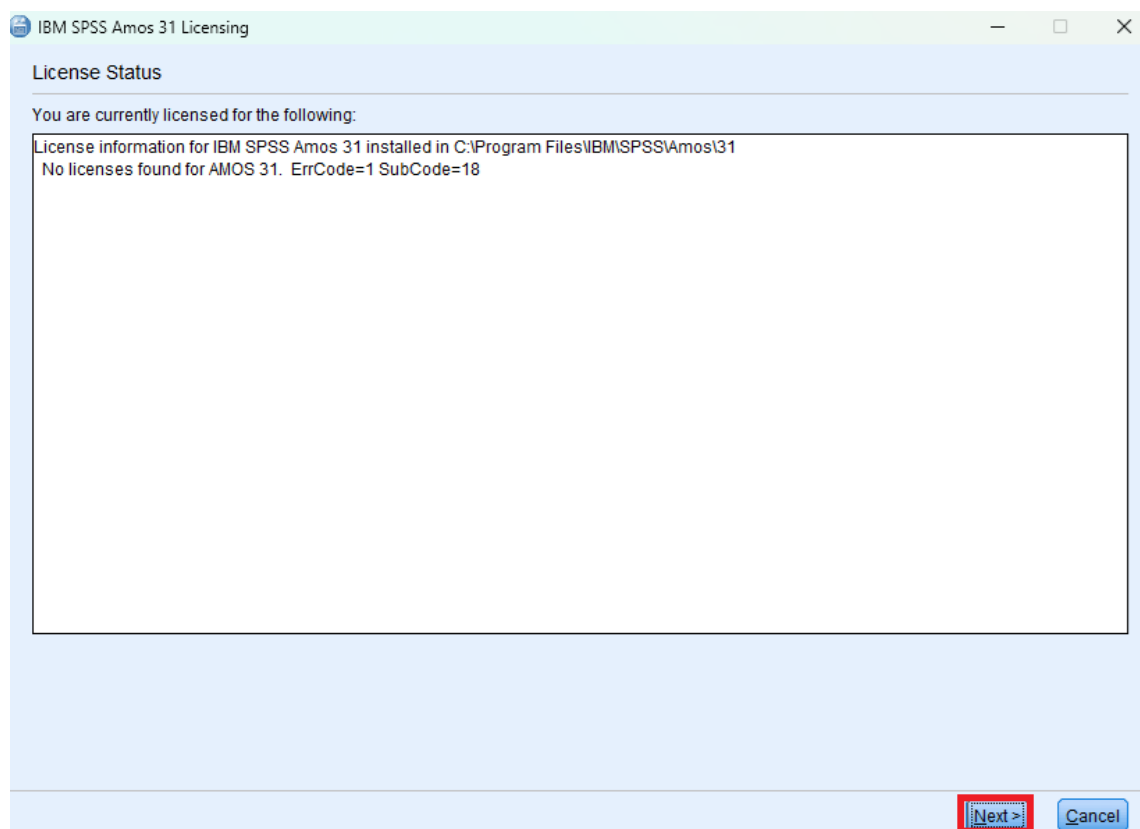 IBM SPSS Amos 31 Licensing
License Status
You are currently licensed for the following:
License information for IBM SPSS Amos 31 installed in C:\Program Files\IBM\SPSS\Amos\31
No licenses found for AMOS 31.  ErrCode=1 SubCode=18
Next >
Cancel